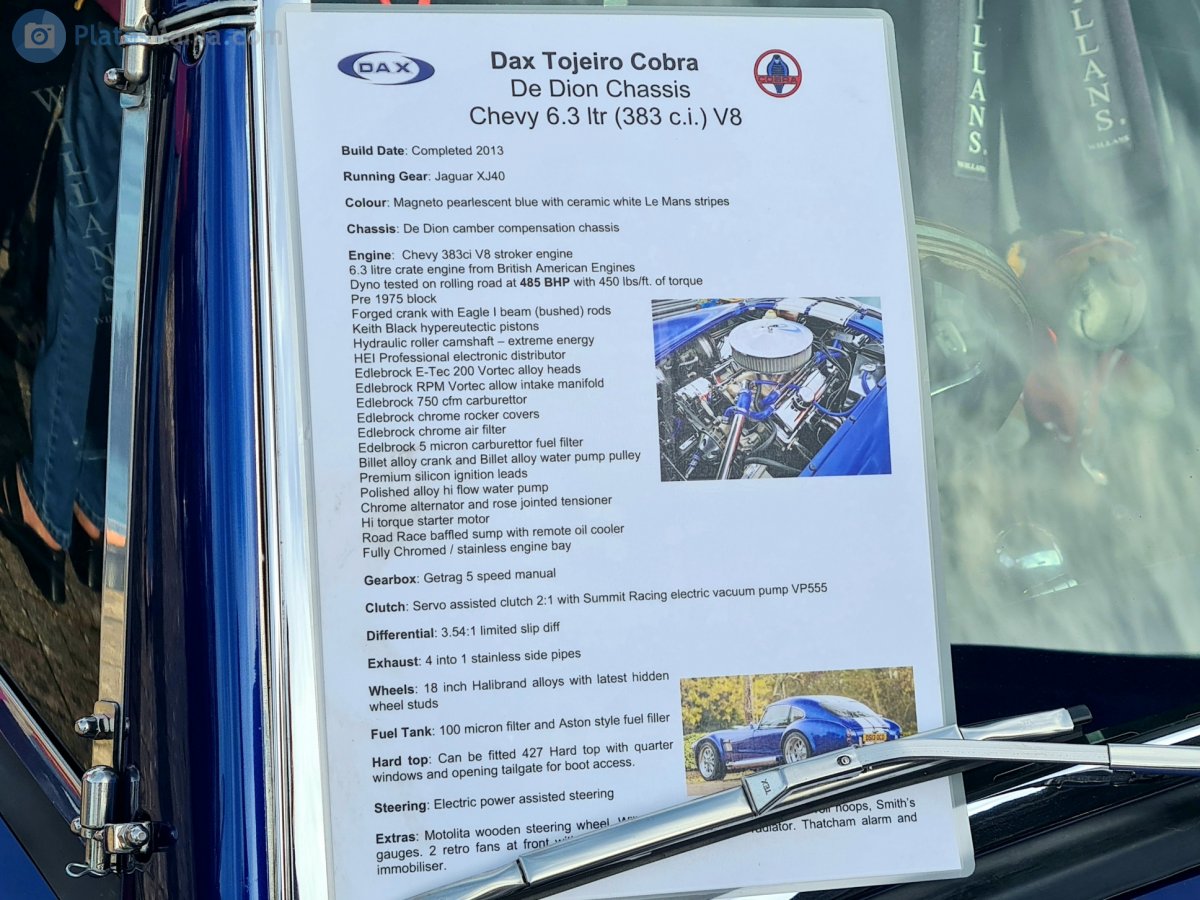 PlatesMania.com
DAX
Dax Tojeiro Cobra
COBRA
De Dion Chassis
Chevy 6.3 ltr (383 c.i.) V8
Build Date: Completed 2013
Running Gear: Jaguar XJ40
Colour: Magneto pearlescent blue with ceramic white Le Mans stripes
Chassis: De Dion camber compensation chassis
Engine: Chevy 383ci V8 stroker engine
6.3 litre crate engine from British American Engines
Dyno tested on rolling road at 485 BHP with 450 lbs/ft. of torque
Pre 1975 block
Forged crank with Eagle I beam (bushed) rods
Keith Black hypereutectic pistons
Hydraulic roller camshaft – extreme energy
HEI Professional electronic distributor
Edlebrock E-Tec 200 Vortec alloy heads
Edlebrock RPM Vortec allow intake manifold
Edlebrock 750 cfm carburettor
Edlebrock chrome rocker covers
Edlebrock chrome air filter
Edelbrock 5 micron carburettor fuel filter
Billet alloy crank and Billet alloy water pump pulley
Premium silicon ignition leads
Polished alloy hi flow water pump
Chrome alternator and rose jointed tensioner
Hi torque starter motor
Road Race baffled sump with remote oil cooler
Fully Chromed / stainless engine bay
Gearbox: Getrag 5 speed manual
Clutch: Servo assisted clutch 2:1 with Summit Racing electric vacuum pump VP555
Differential: 3.54:1 limited slip diff
Exhaust: 4 into 1 stainless side pipes
Wheels: 18 inch Halibrand alloys with latest hidden
wheel studs
Fuel Tank: 100 micron filter and Aston style fuel filler
Hard top: Can be fitted 427 Hard top with quarter
windows and opening tailgate for boot access.
Steering: Electric power assisted steering
Extras: Motolita wooden steering wheel. hoops, Smith's
gauges. 2 retro fans at front radiator. Thatcham alarm and
immobiliser.
WILLANS
ILLANS.
WILLANS
LLANS.
WILLANS
TEX